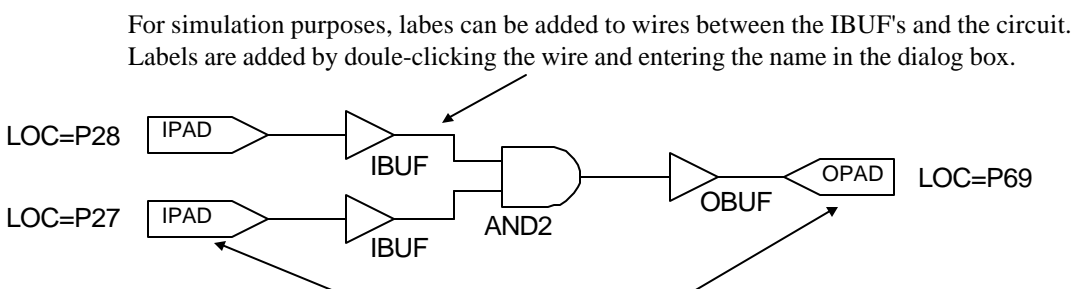 For simulation purposes, labes can be added to wires between the IBUF's and the circuit.
Labels are added by doule-clicking the wire and entering the name in the dialog box.
LOC=P28
IPAD
IBUF
OPAD
LOC=P69
OBUF
LOC=P27
IPAD
AND2
IBUF